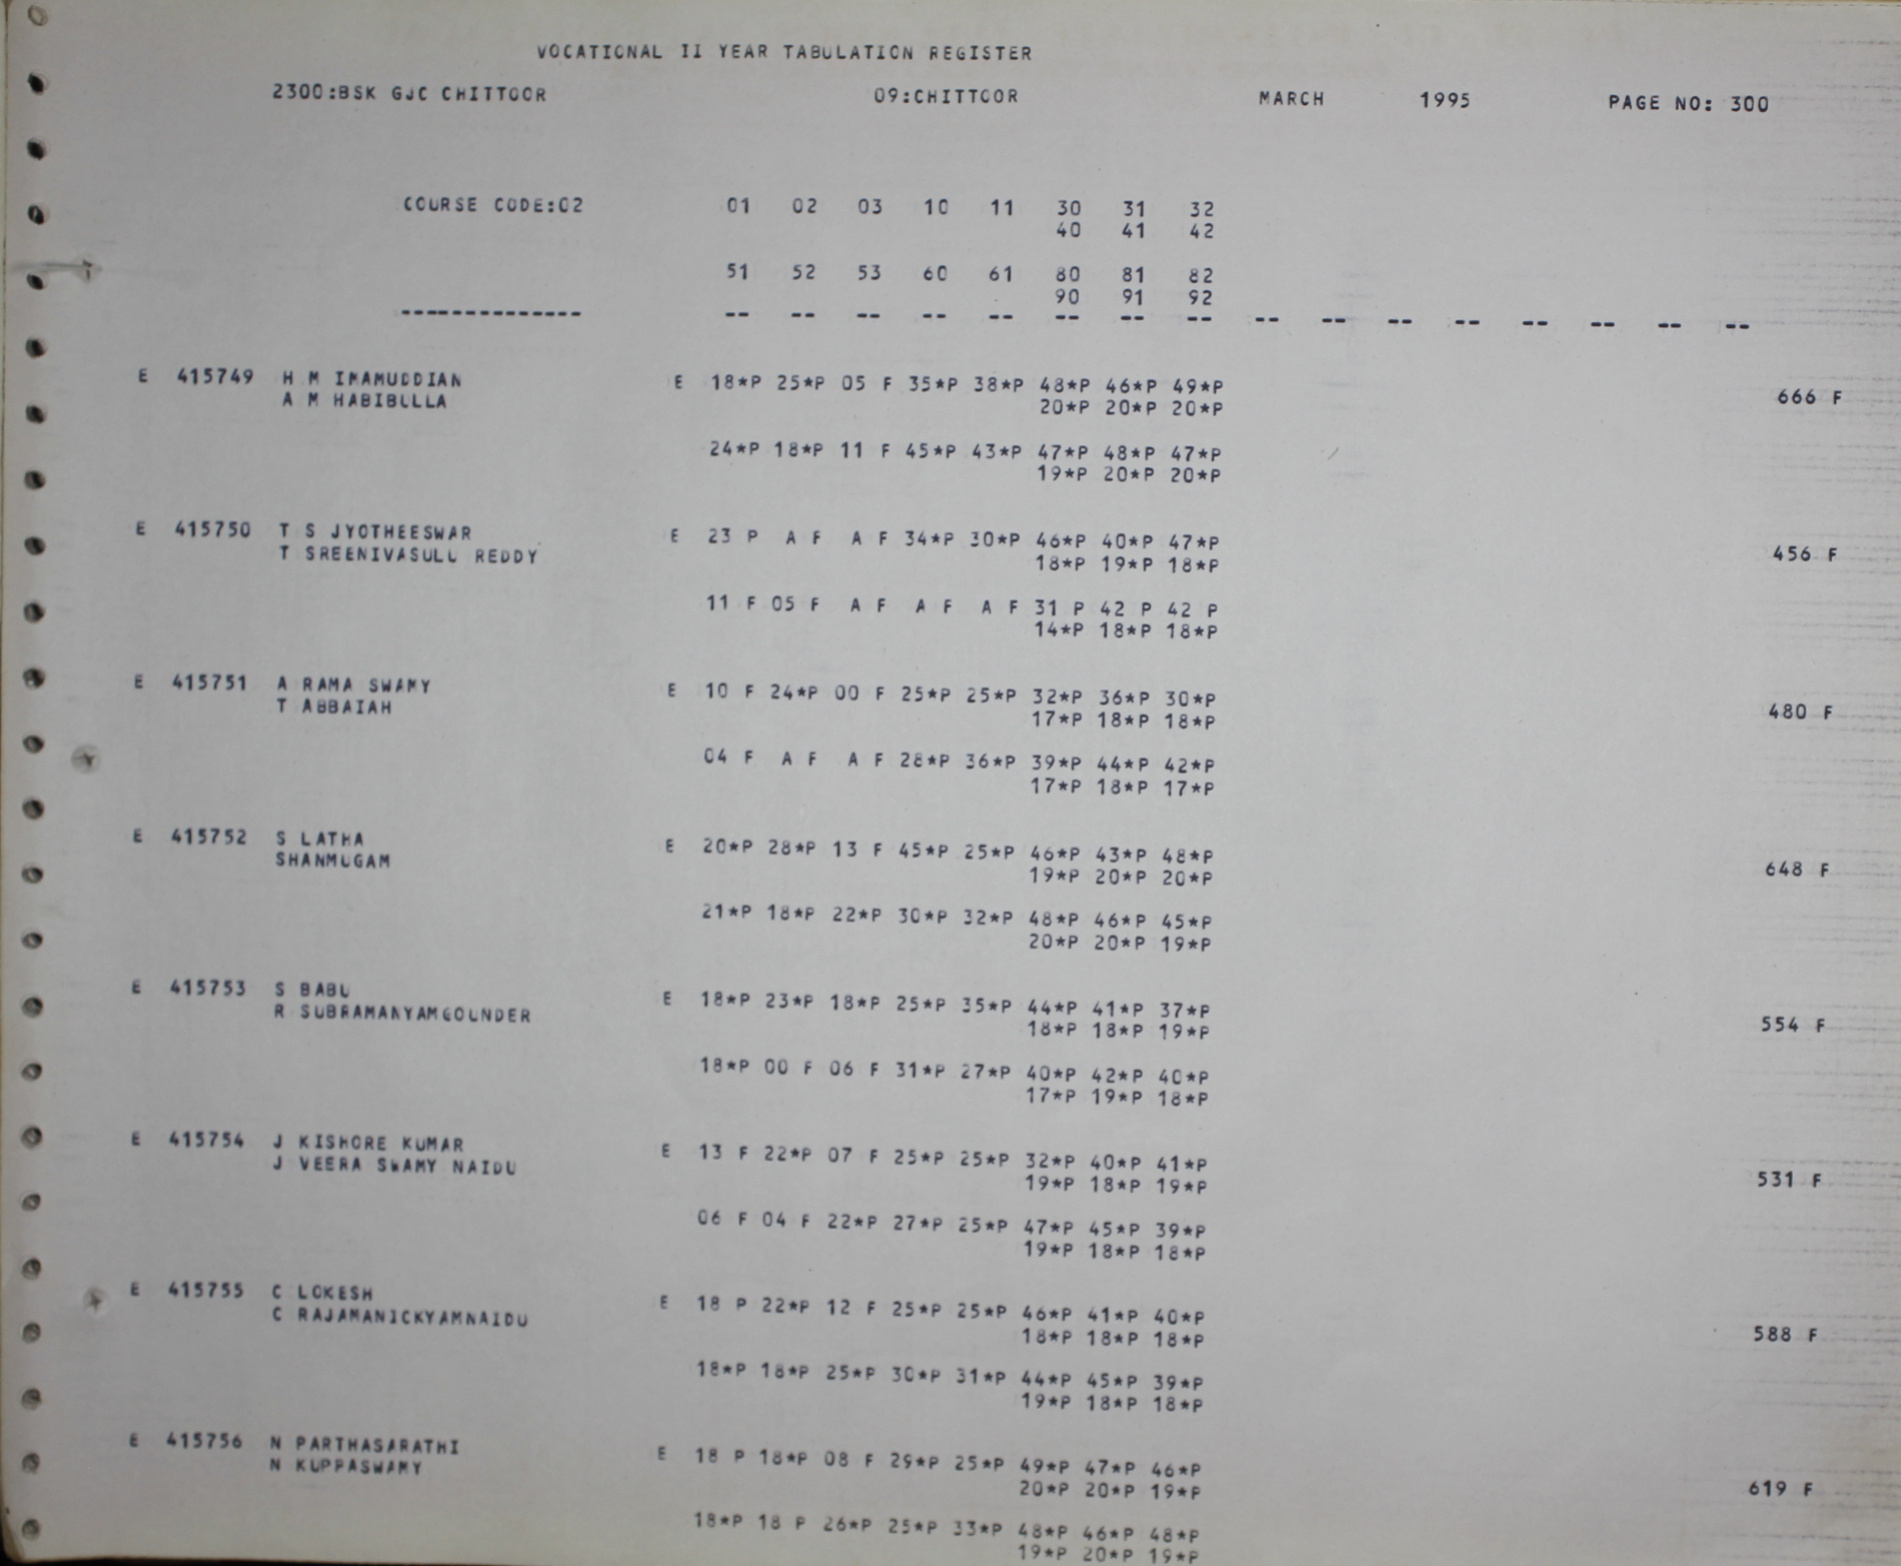 VOCATIONAL II YEAR TABULATION REGISTER
2300:BSK GJC CHITTOOR 09:CHITTOOR MARCH 1995 PAGE NO: 300
COURSE CODE:02 01 02 03 10 11 30 31 32
40 41 42
51 52 53 60 61 80 81 82
90 91 92
-------------- -- -- -- -- -- -- -- -- -- -- -- -- -- -- -- --
E 415749 H M IMAMUDDIAN E 18*P 25*P 05 F 35*P 38*P 48*P 46*P 49*P
A M HABIBULLA 20*P 20*P 20*P 666 F
24*P 18*P 11 F 45*P 43*P 47*P 48*P 47*P
19*P 20*P 20*P
E 415750 T S JYOTHEESWAR E 23 P A F A F 34*P 30*P 46*P 40*P 47*P
T SREENIVASULU REDDY 18*P 19*P 18*P 456 F
11 F 05 F A F A F A F 31 P 42 P 42 P
14*P 18*P 18*P
E 415751 A RAMA SWAMY E 10 F 24*P 00 F 25*P 25*P 32*P 36*P 30*P
T ABBAIAH 17*P 18*P 18*P 480 F
04 F A F A F 28*P 36*P 39*P 44*P 42*P
17*P 18*P 17*P
E 415752 S LATHA E 20*P 28*P 13 F 45*P 25*P 46*P 43*P 48*P
SHANMUGAM 19*P 20*P 20*P 648 F
21*P 18*P 22*P 30*P 32*P 48*P 46*P 45*P
20*P 20*P 19*P
E 415753 S BABU E 18*P 23*P 18*P 25*P 35*P 44*P 41*P 37*P
R SUBRAMANYAMGOUNDER 18*P 18*P 19*P 554 F
18*P 00 F 06 F 31*P 27*P 40*P 42*P 40*P
17*P 19*P 18*P
E 415754 J KISHORE KUMAR E 13 F 22*P 07 F 25*P 25*P 32*P 40*P 41*P
J VEERA SWAMY NAIDU 19*P 18*P 19*P 531 F
06 F 04 F 22*P 27*P 25*P 47*P 45*P 39*P
19*P 18*P 18*P
E 415755 C LOKESH E 18 P 22*P 12 F 25*P 25*P 46*P 41*P 40*P
C RAJAMANICKYAMNAIDU 18*P 18*P 18*P 588 F
18*P 18*P 25*P 30*P 31*P 44*P 45*P 39*P
19*P 18*P 18*P
E 415756 N PARTHASARATHI E 18 P 18*P 08 F 29*P 25*P 49*P 47*P 46*P
N KUPPASWAMY 20*P 20*P 19*P 619 F
18*P 18 P 26*P 25*P 33*P 48*P 46*P 48*P
19*P 20*P 19*P